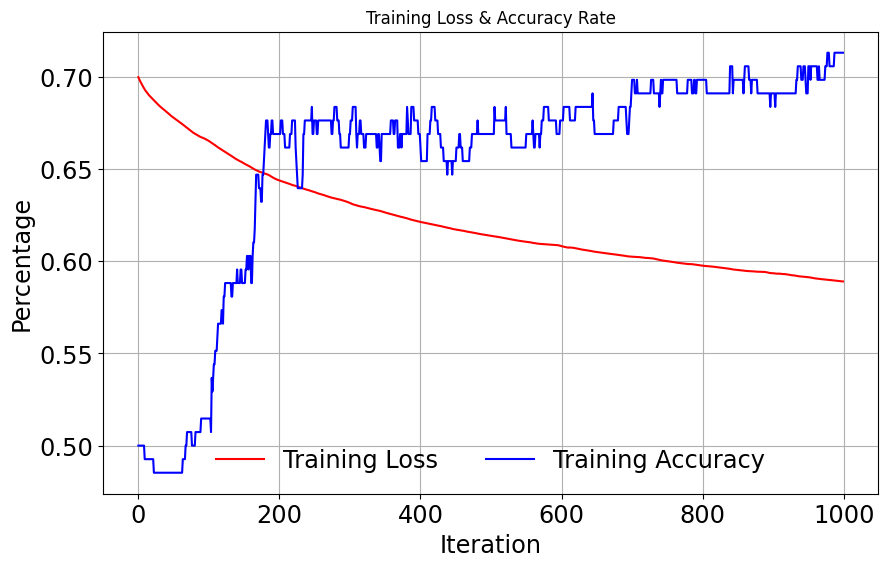 Training Loss & Accuracy Rate
0.70
0.65
0.60
0.55
0.50
Percentage
Training Loss Training Accuracy
0 200 400 600 800 1000
Iteration